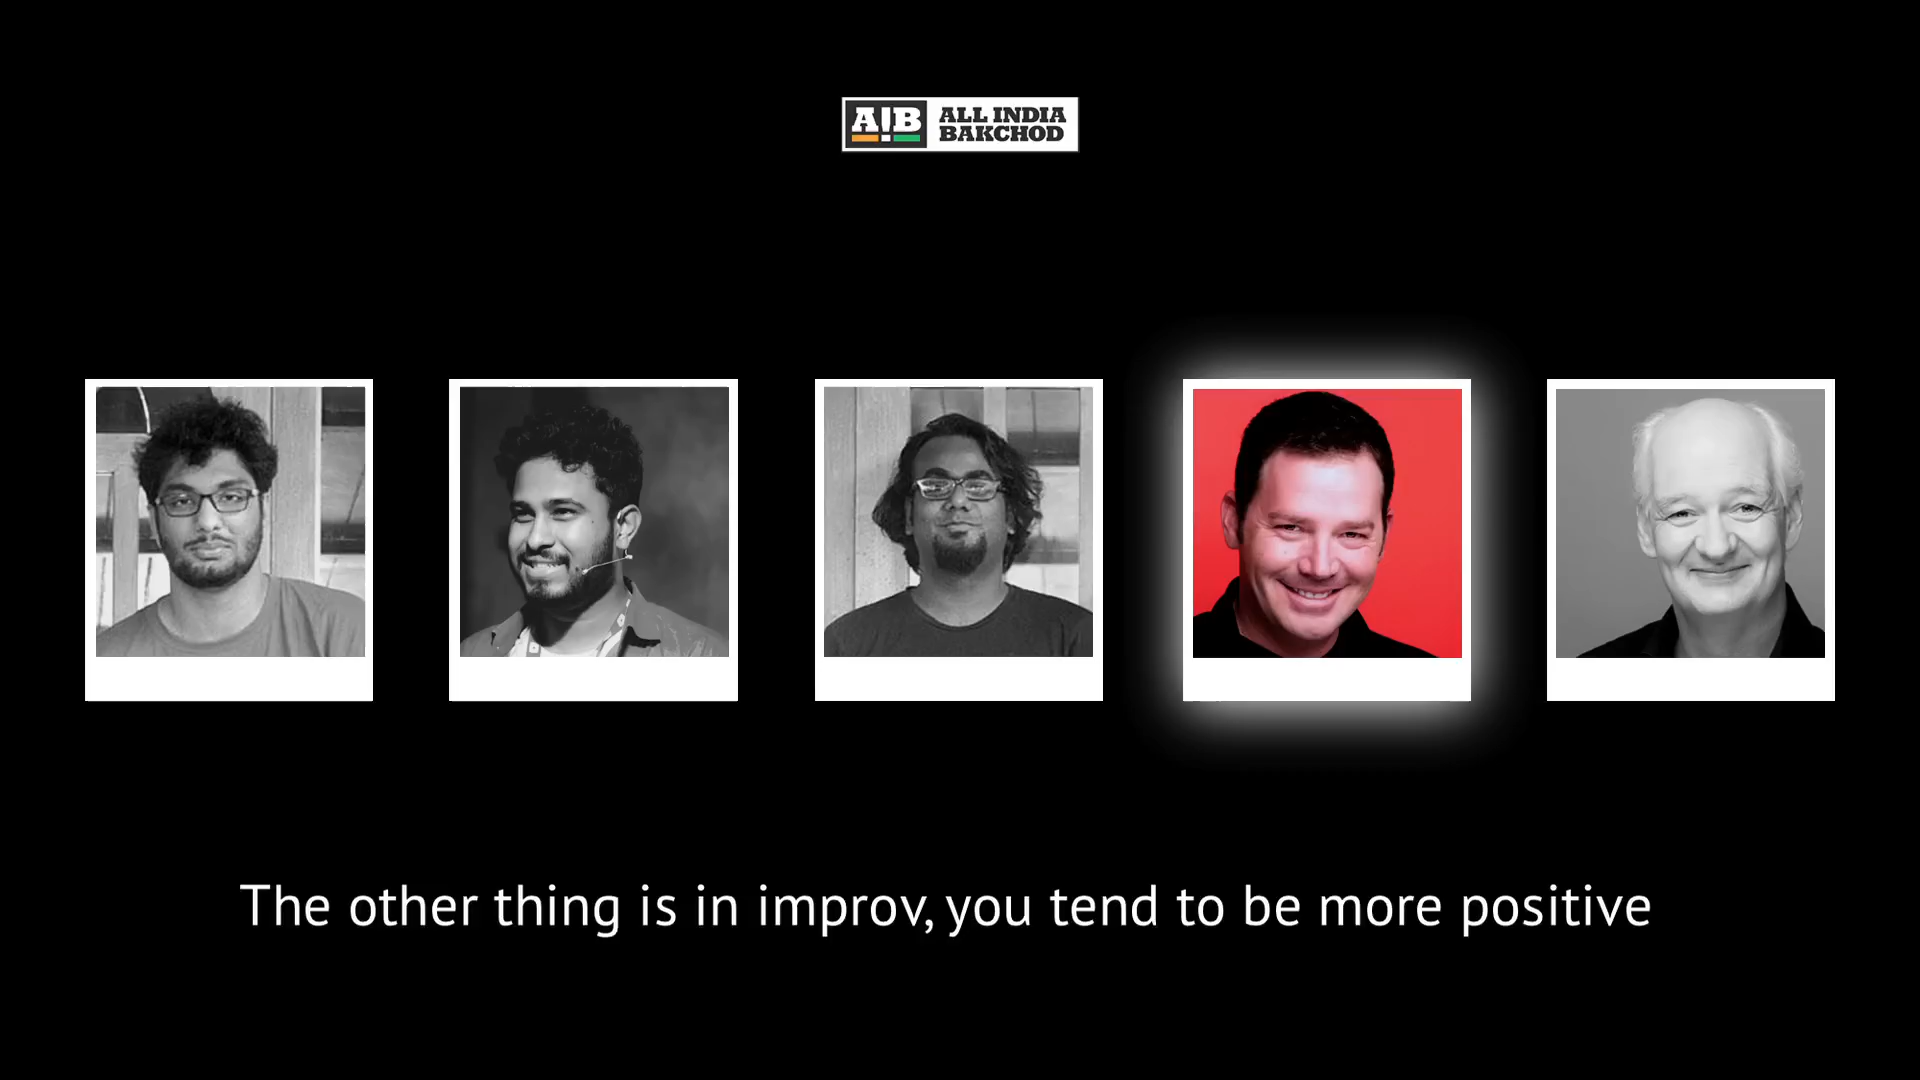 A!B
ALL INDIA
BAKCHOD
The other thing is in improv, you tend to be more positive